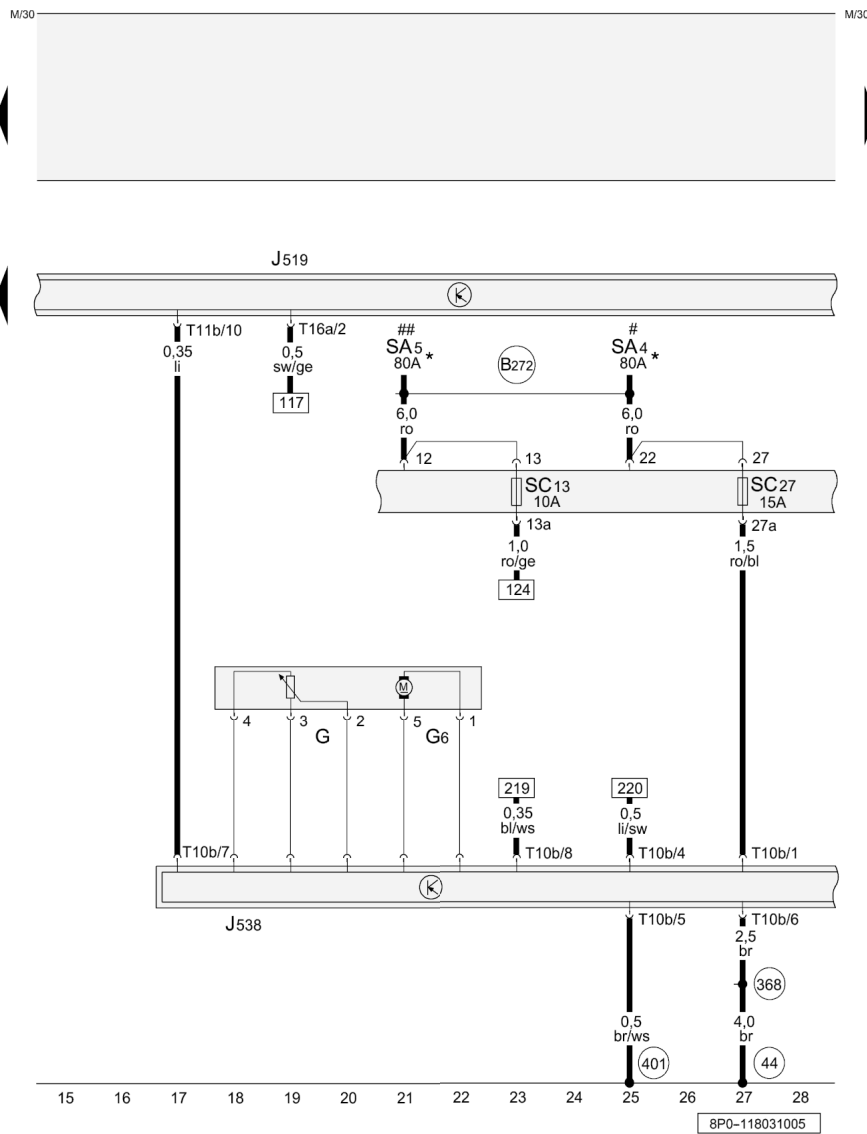 M/30 M/30
J519
T11b/10 T16a/2
0,35 0,5
li sw/ge
117
## #
SA5 SA4
80A * B272 80A *
6,0 6,0
ro ro
12 13 22 27
SC13 SC27
10A 15A
13a 27a
1,0 1,5
ro/ge ro/bl
124
M
4 3 2 5 1
G G6
219 220
0,35 0,5
bl/ws li/sw
T10b/7 T10b/8 T10b/4 T10b/1
J538
T10b/5 T10b/6
2,5
br
368
0,5 4,0
br/ws br
401 44
15 16 17 18 19 20 21 22 23 24 25 26 27 28
8P0-118031005